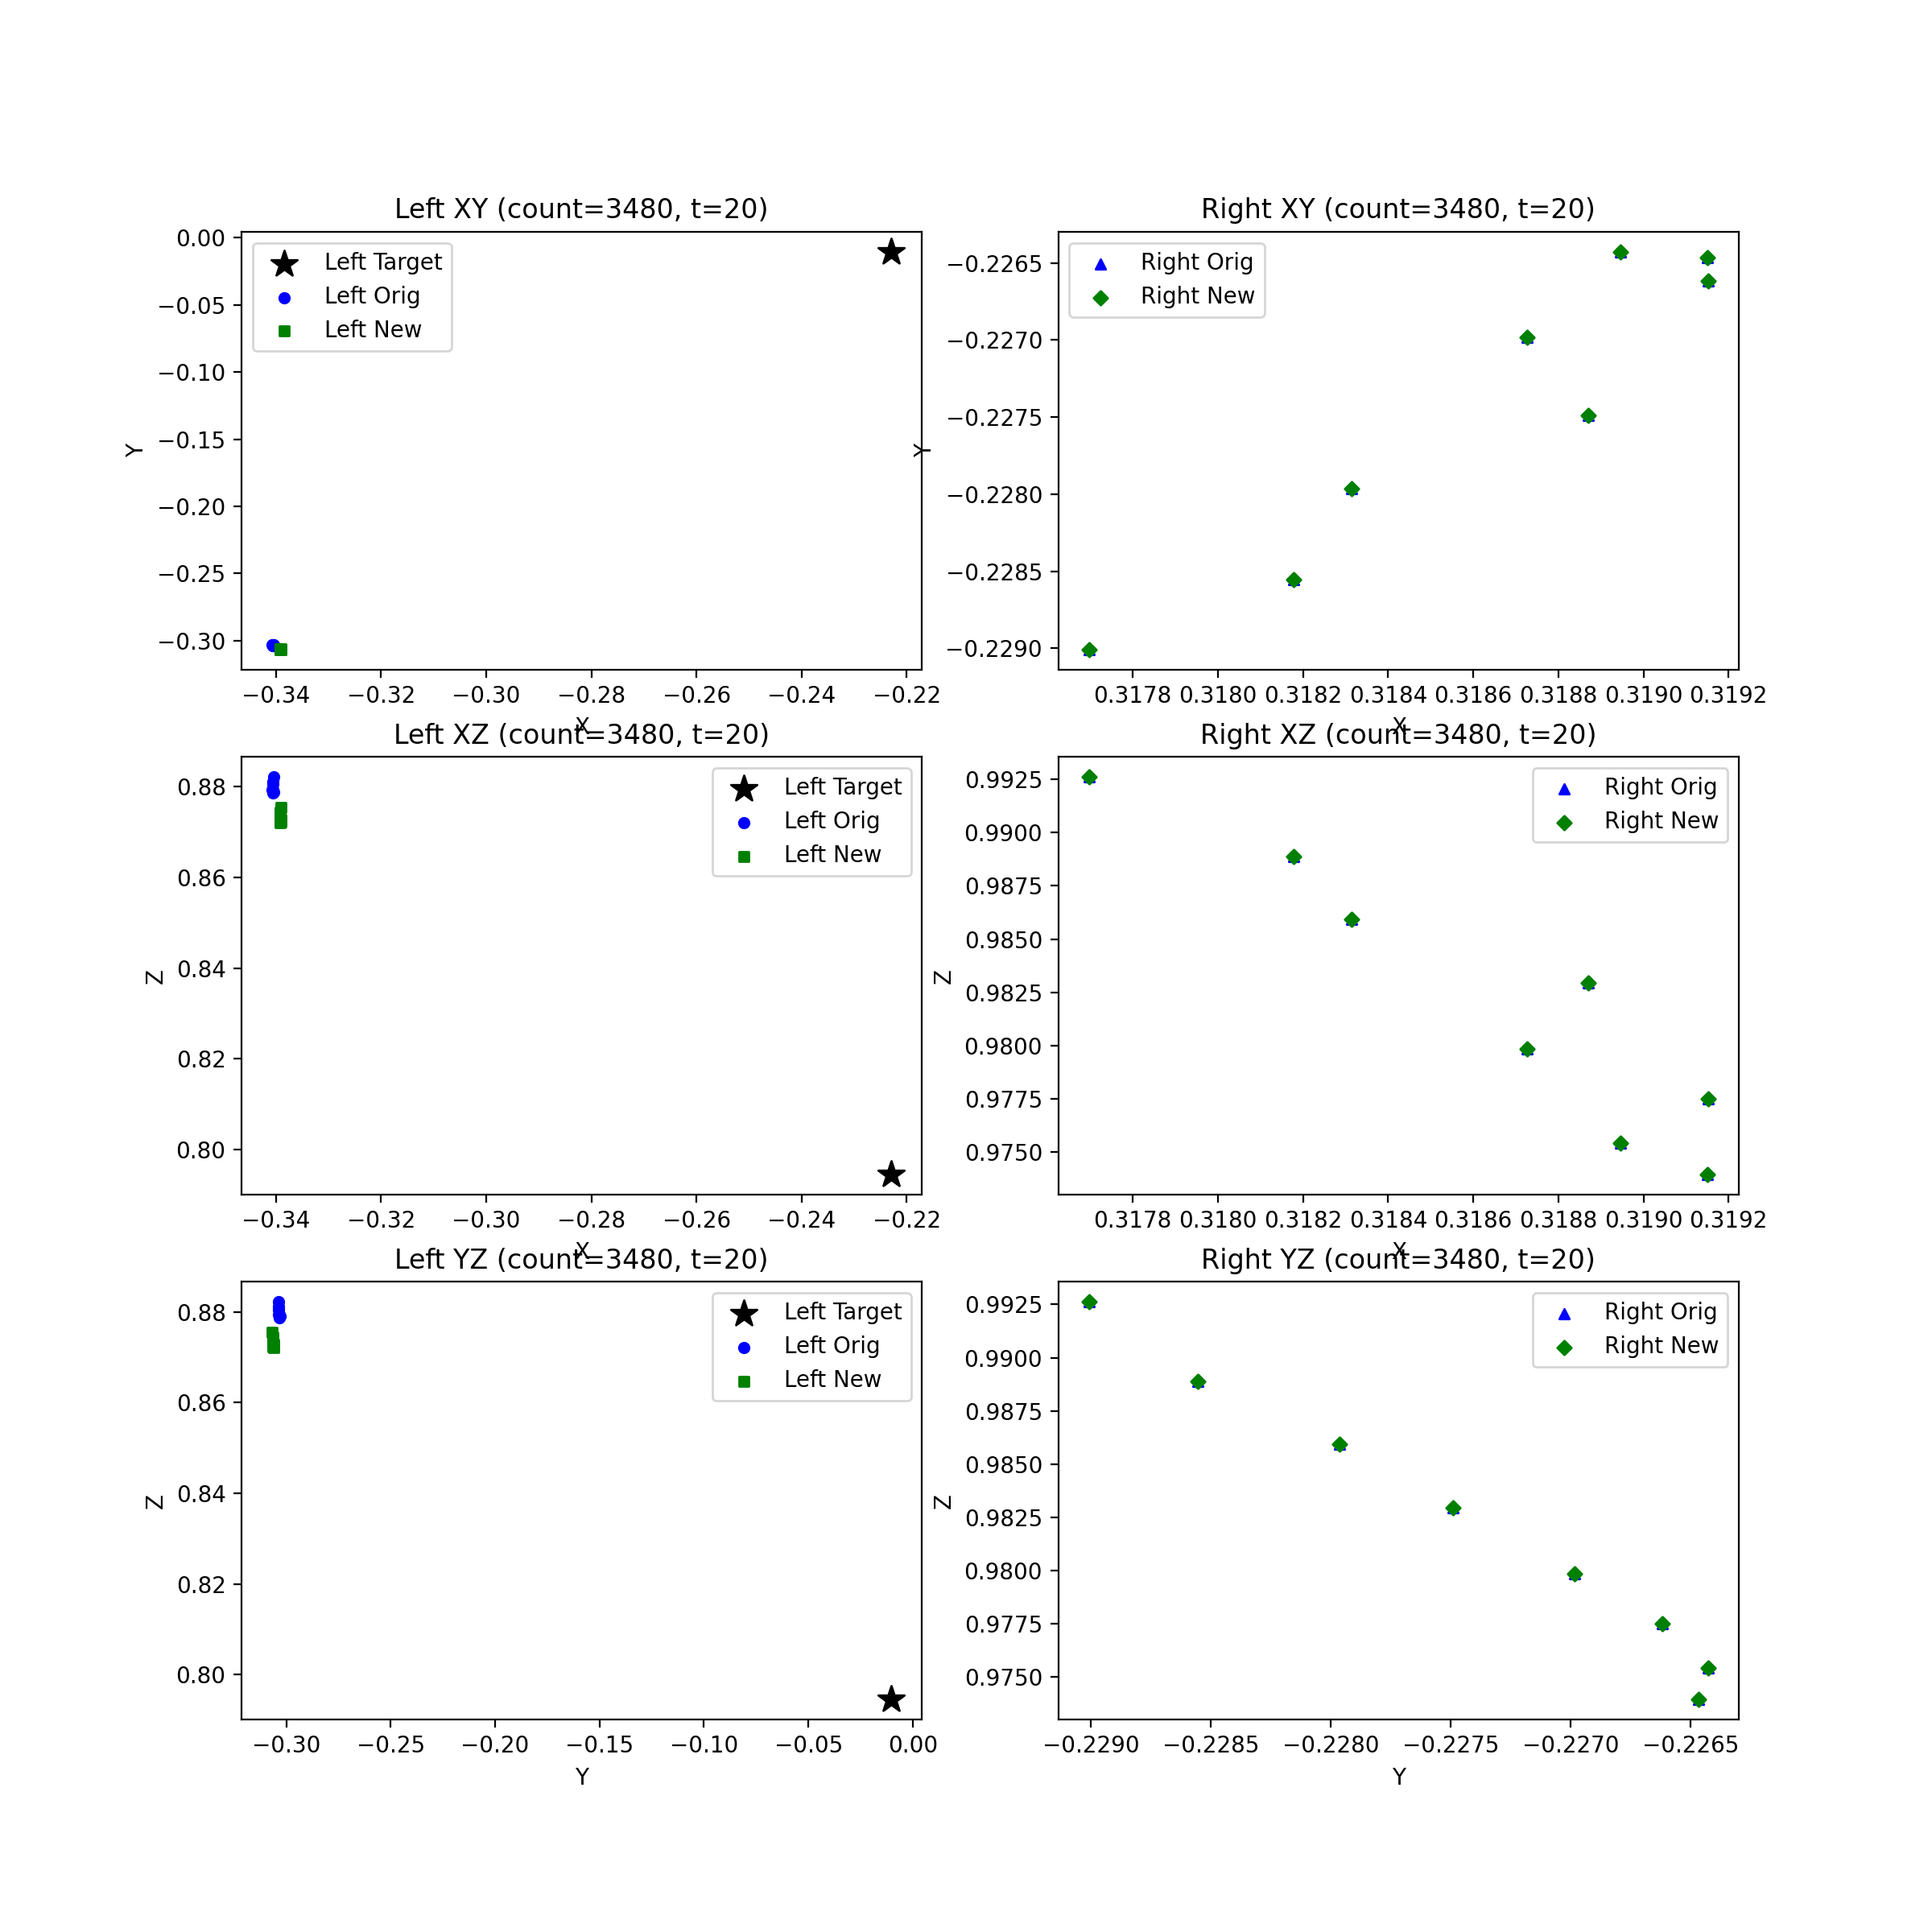 Left XY (count=3480, t=20)
Left Target
Left Orig
Left New
0.00
−0.05
−0.10
−0.15
−0.20
−0.25
−0.30
Y
−0.34 −0.32 −0.30 −0.28 −0.26 −0.24 −0.22
X
Right XY (count=3480, t=20)
Right Orig
Right New
−0.2265
−0.2270
−0.2275
−0.2280
−0.2285
−0.2290
Y
0.3178 0.3180 0.3182 0.3184 0.3186 0.3188 0.3190 0.3192
X
Left XZ (count=3480, t=20)
Left Target
Left Orig
Left New
0.88
0.86
0.84
0.82
0.80
Z
−0.34 −0.32 −0.30 −0.28 −0.26 −0.24 −0.22
X
Right XZ (count=3480, t=20)
Right Orig
Right New
0.9925
0.9900
0.9875
0.9850
0.9825
0.9800
0.9775
0.9750
Z
0.3178 0.3180 0.3182 0.3184 0.3186 0.3188 0.3190 0.3192
X
Left YZ (count=3480, t=20)
Left Target
Left Orig
Left New
0.88
0.86
0.84
0.82
0.80
Z
−0.30 −0.25 −0.20 −0.15 −0.10 −0.05 0.00
Y
Right YZ (count=3480, t=20)
Right Orig
Right New
0.9925
0.9900
0.9875
0.9850
0.9825
0.9800
0.9775
0.9750
Z
−0.2290 −0.2285 −0.2280 −0.2275 −0.2270 −0.2265
Y